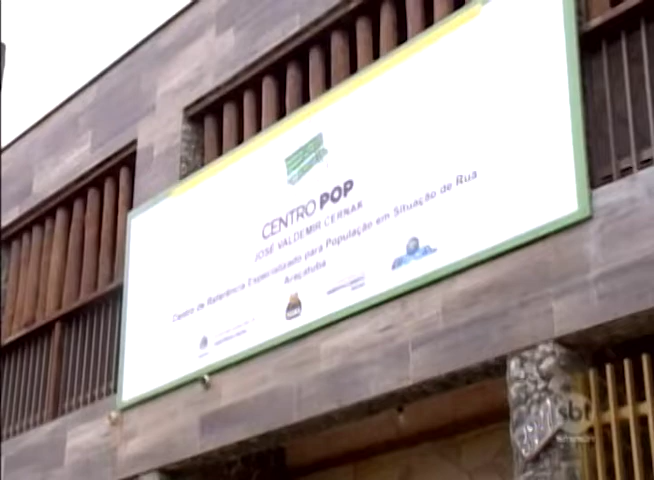 CENTRO POP
JOSÉ VALDEMIR CERNAK
Centro de Referência Especializado para População em Situação de Rua
Araçatuba
sbt